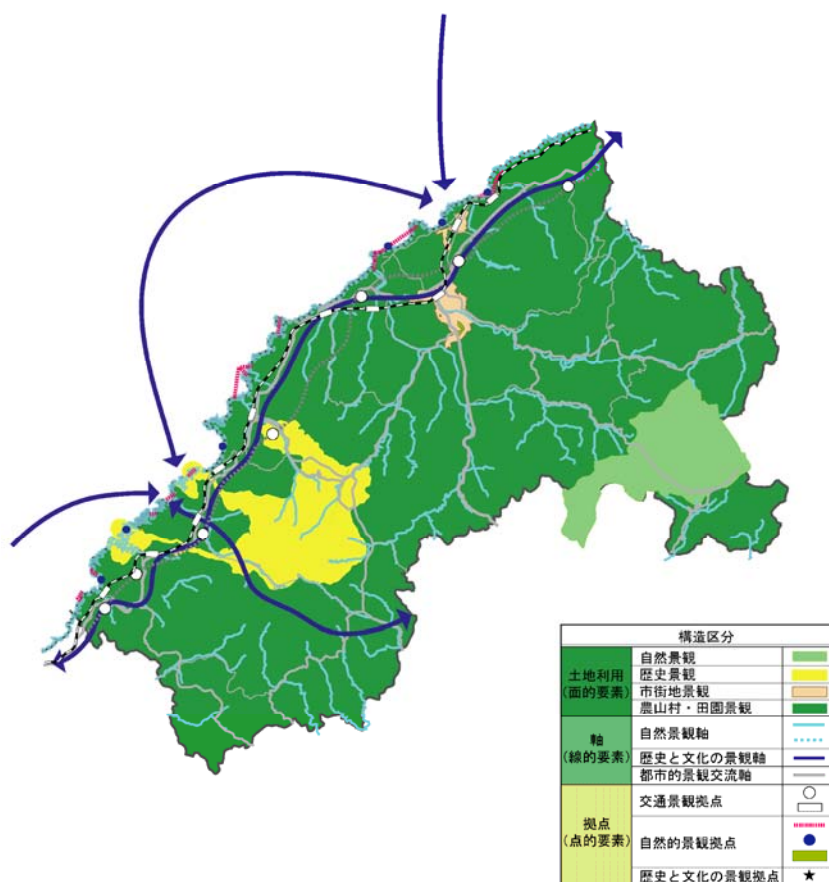 構造区分
土地利用
(面的要素)
自然景観
歴史景観
市街地景観
農山村・田園景観
軸
(線的要素)
自然景観軸
歴史と文化の景観軸
都市的景観交流軸
拠点
(点的要素)
交通景観拠点
自然的景観拠点
歴史と文化の景観拠点